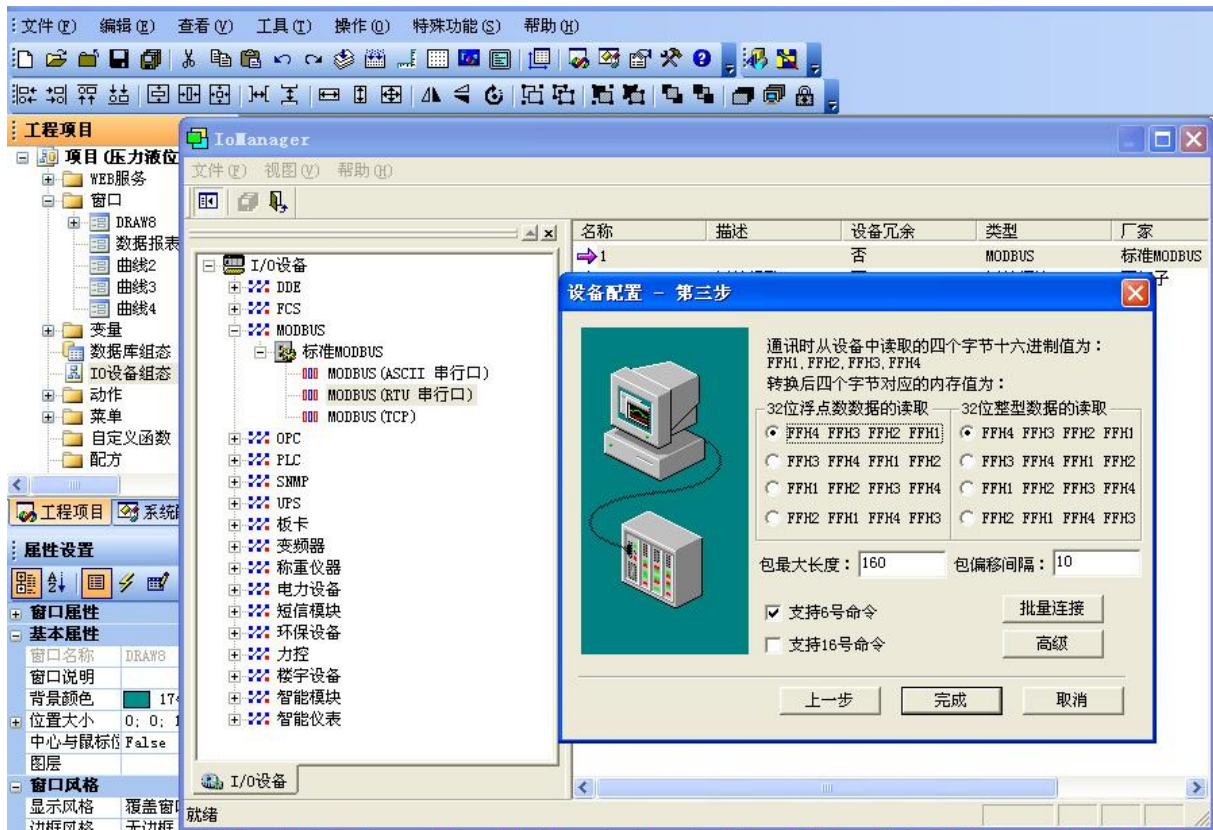 文件(F) 编辑(E) 查看(V) 工具(T) 操作(O) 特殊功能(S) 帮助(H)
工程项目
项目(压力液位
WEB服务
窗口
DRAW8
数据报表
曲线2
曲线3
曲线4
变量
数据库组态
IO设备组态
动作
菜单
自定义函数
配方
工程项目 系统
属性设置
窗口属性
基本属性
窗口名称 DRAW8
窗口说明
背景颜色 174
位置大小 0; 0; 1
中心与鼠标位 False
图层
窗口风格
显示风格 覆盖窗口
边框风格 无边框
IoManager
文件(F) 视图(V) 帮助(H)
I/O设备
DDE
FCS
MODBUS
标准MODBUS
MODBUS(ASCII 串行口)
MODBUS(RTU 串行口)
MODBUS(TCP)
OPC
PLC
SNMP
UPS
板卡
变频器
称重仪器
电力设备
短信模块
环保设备
力控
楼宇设备
智能模块
智能仪表
I/O设备
就绪
名称 描述 设备冗余 类型 厂家
1 否 MODBUS 标准MODBUS
设备配置 - 第三步
通讯时从设备中读取的四个字节十六进制值为：
FFH1,FFH2,FFH3,FFH4
转换后四个字节对应的内存值为：
32位浮点数数据的读取 32位整型数据的读取
FFH4 FFH3 FFH2 FFH1 FFH4 FFH3 FFH2 FFH1
FFH3 FFH4 FFH1 FFH2 FFH3 FFH4 FFH1 FFH2
FFH1 FFH2 FFH3 FFH4 FFH1 FFH2 FFH3 FFH4
FFH2 FFH1 FFH4 FFH3 FFH2 FFH1 FFH4 FFH3
包最大长度：160 包偏移间隔：10
支持6号命令 批量连接
支持16号命令 高级
上一步 完成 取消